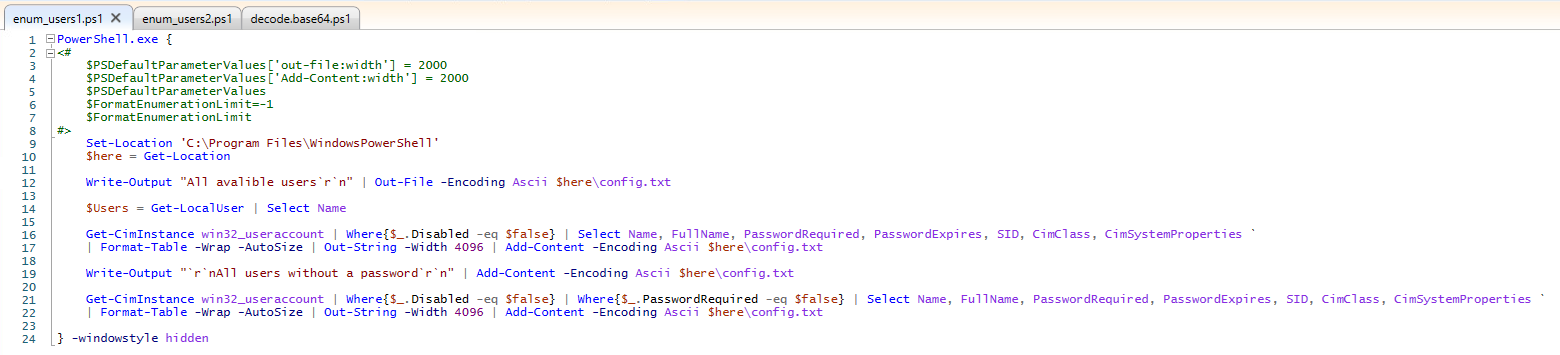 enum_users1.ps1 ✕ enum_users2.ps1 decode.base64.ps1
1 PowerShell.exe {
2 <#
3 $PSDefaultParameterValues['out-file:width'] = 2000
4 $PSDefaultParameterValues['Add-Content:width'] = 2000
5 $PSDefaultParameterValues
6 $FormatEnumerationLimit=-1
7 $FormatEnumerationLimit
8 #>
9 Set-Location 'C:\Program Files\WindowsPowerShell'
10 $here = Get-Location
11
12 Write-Output "All avalible users`r`n" | Out-File -Encoding Ascii $here\config.txt
13
14 $Users = Get-LocalUser | Select Name
15
16 Get-CimInstance win32_useraccount | Where{$_.Disabled -eq $false} | Select Name, FullName, PasswordRequired, PasswordExpires, SID, CimClass, CimSystemProperties `
17 | Format-Table -Wrap -AutoSize | Out-String -Width 4096 | Add-Content -Encoding Ascii $here\config.txt
18
19 Write-Output "`r`nAll users without a password`r`n" | Add-Content -Encoding Ascii $here\config.txt
20
21 Get-CimInstance win32_useraccount | Where{$_.Disabled -eq $false} | Where{$_.PasswordRequired -eq $false} | Select Name, FullName, PasswordRequired, PasswordExpires, SID, CimClass, CimSystemProperties `
22 | Format-Table -Wrap -AutoSize | Out-String -Width 4096 | Add-Content -Encoding Ascii $here\config.txt
23
24 } -windowstyle hidden